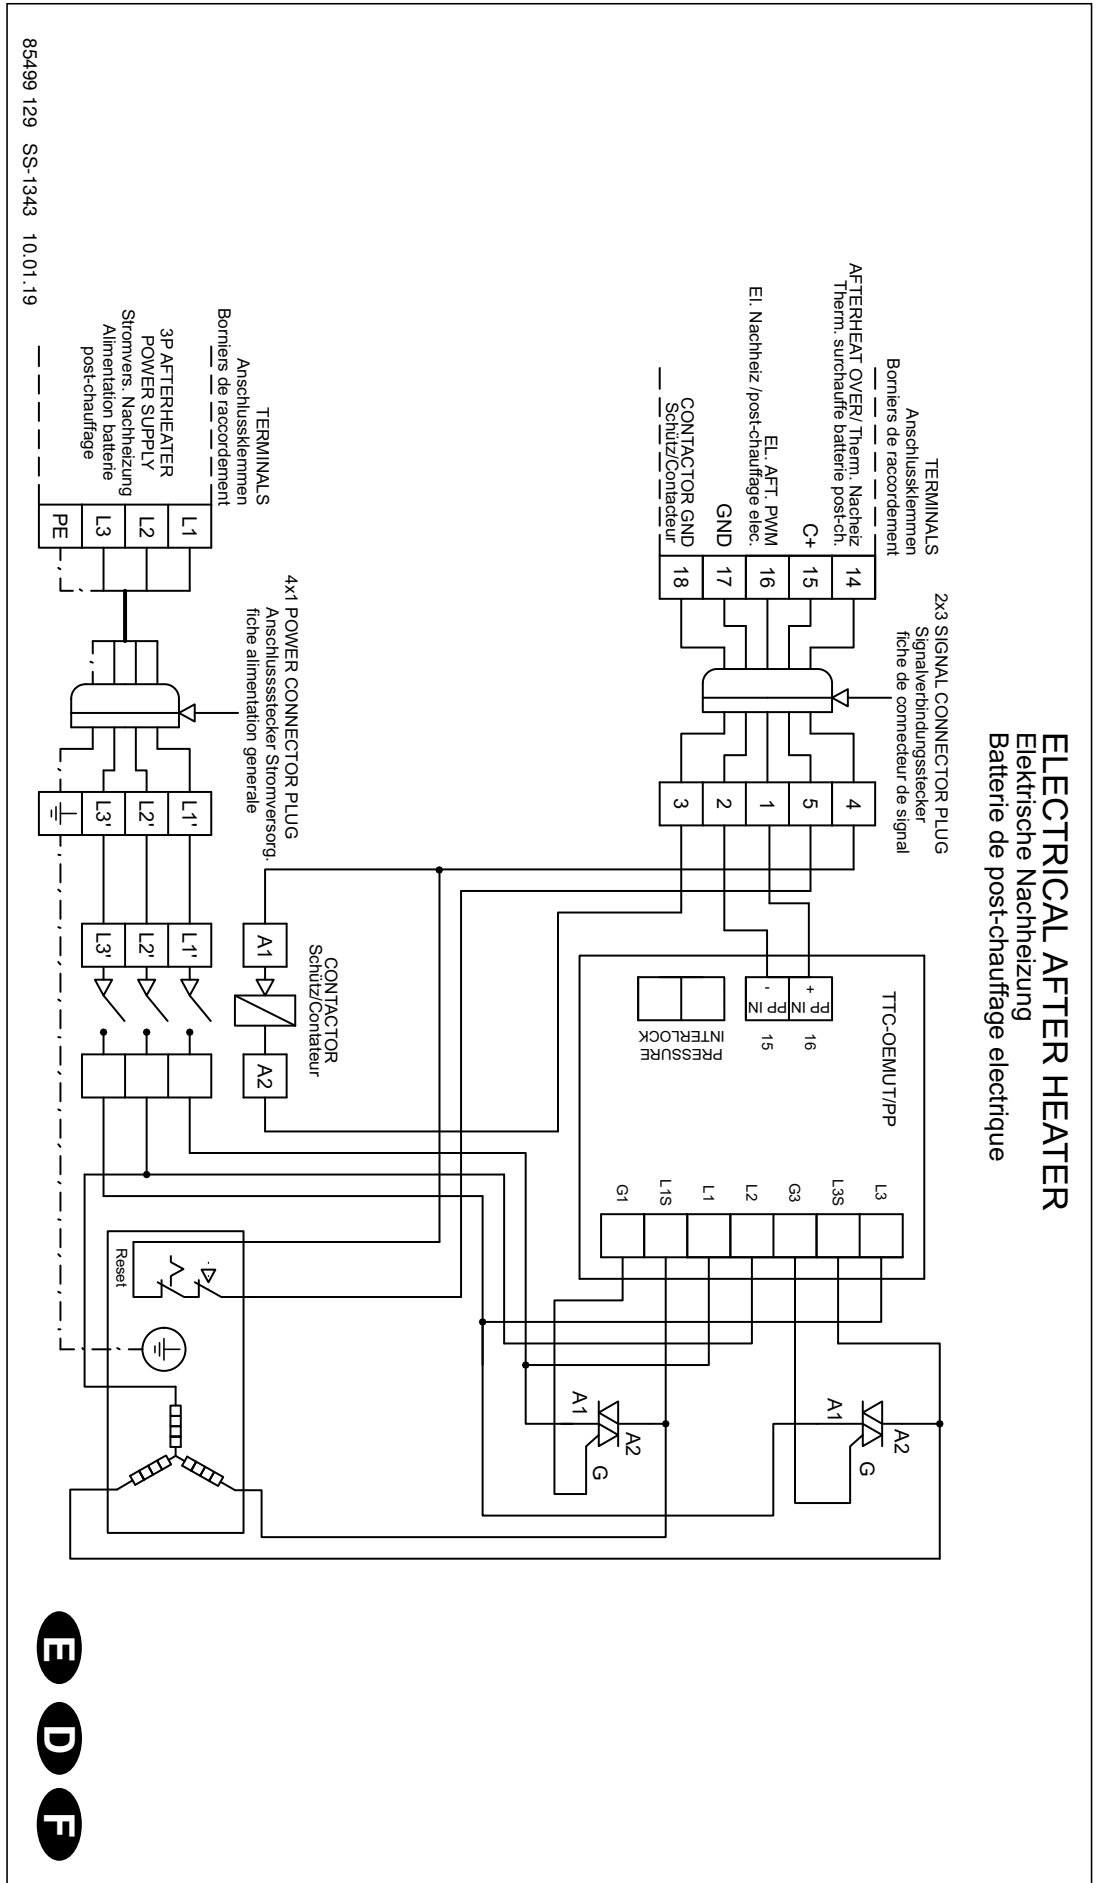 ELECTRICAL AFTER HEATER
Elektrische Nachheizung
Batterie de post-chauffage electrique
TERMINALS
Anschlussklemmen
Borniers de raccordement
AFTERHEAT OVER/ Therm. Nacheiz
Therm. surchauffe batterie post-ch.
C+
EL. AFT. PWM
El. Nachheiz /post-chauffage elec.
GND
CONTACTOR GND
Schütz/Contacteur
14
15
16
17
18
2x3 SIGNAL CONNECTOR PLUG
Signalverbindungsstecker
fiche de connecteur de signal
4
5
1
2
3
TTC-OEMUT/PP
+
PP IN
-
PP IN
16
15
PRESSURE
INTERLOCK
L3
L3S
G3
L2
L1
L1S
G1
A1
A2
G
A1
A2
G
CONTACTOR
Schütz/Contateur
A1
A2
TERMINALS
Anschlussklemmen
Borniers de raccordement
3P AFTERHEATER
POWER SUPPLY
Stromvers. Nachheizung
Alimentation batterie
post-chauffage
L1
L2
L3
PE
4x1 POWER CONNECTOR PLUG
Anschlusssstecker Stromversorg.
fiche alimentation generale
L1'
L2'
L3'
L1'
L2'
L3'
Reset
85499 129 SS-1343 10.01.19
E
D
F